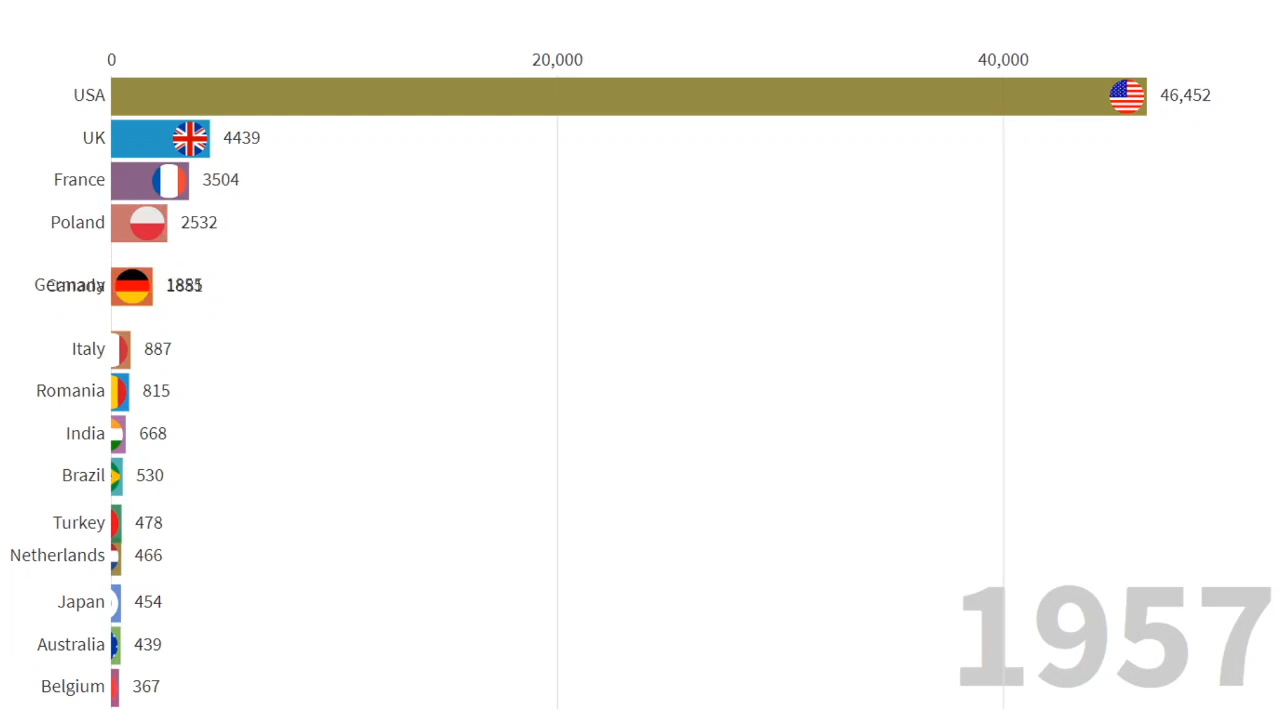 0 20,000 40,000
USA 46,452
UK 4439
France 3504
Poland 2532
Italy 887
Romania 815
India 668
Brazil 530
Turkey 478
Netherlands 466
Japan 454
Australia 439
Belgium 367
1957